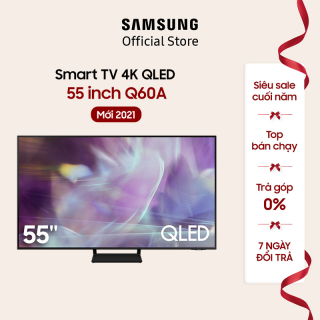 SAMSUNG
Official Store
Smart TV 4K QLED
55 inch Q60A
Mới 2021
55"
QLED
Siêu sale
cuối năm
Top
bán chạy
Trả góp
0%
7 NGÀY
ĐỔI TRẢ